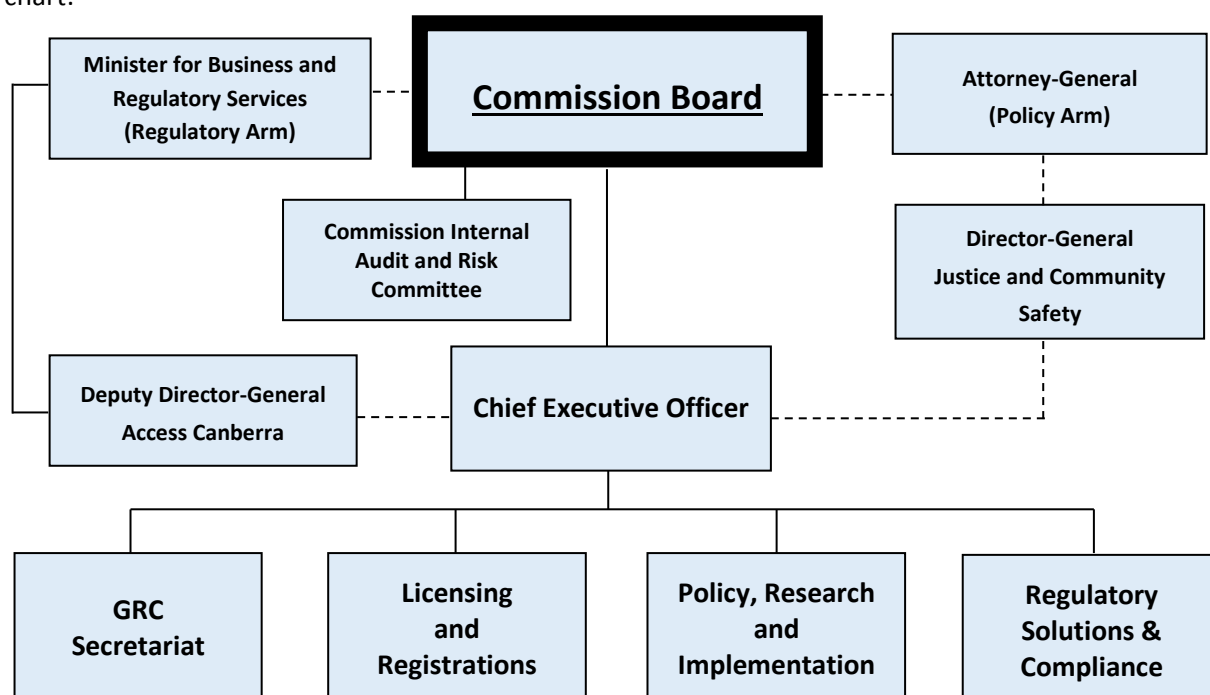 chart:
Minister for Business and
Regulatory Services
(Regulatory Arm)
Commission Board
Attorney-General
(Policy Arm)
Commission Internal
Audit and Risk
Committee
Director-General
Justice and Community
Safety
Deputy Director-General
Access Canberra
Chief Executive Officer
GRC
Secretariat
Licensing
and
Registrations
Policy, Research
and
Implementation
Regulatory
Solutions &
Compliance